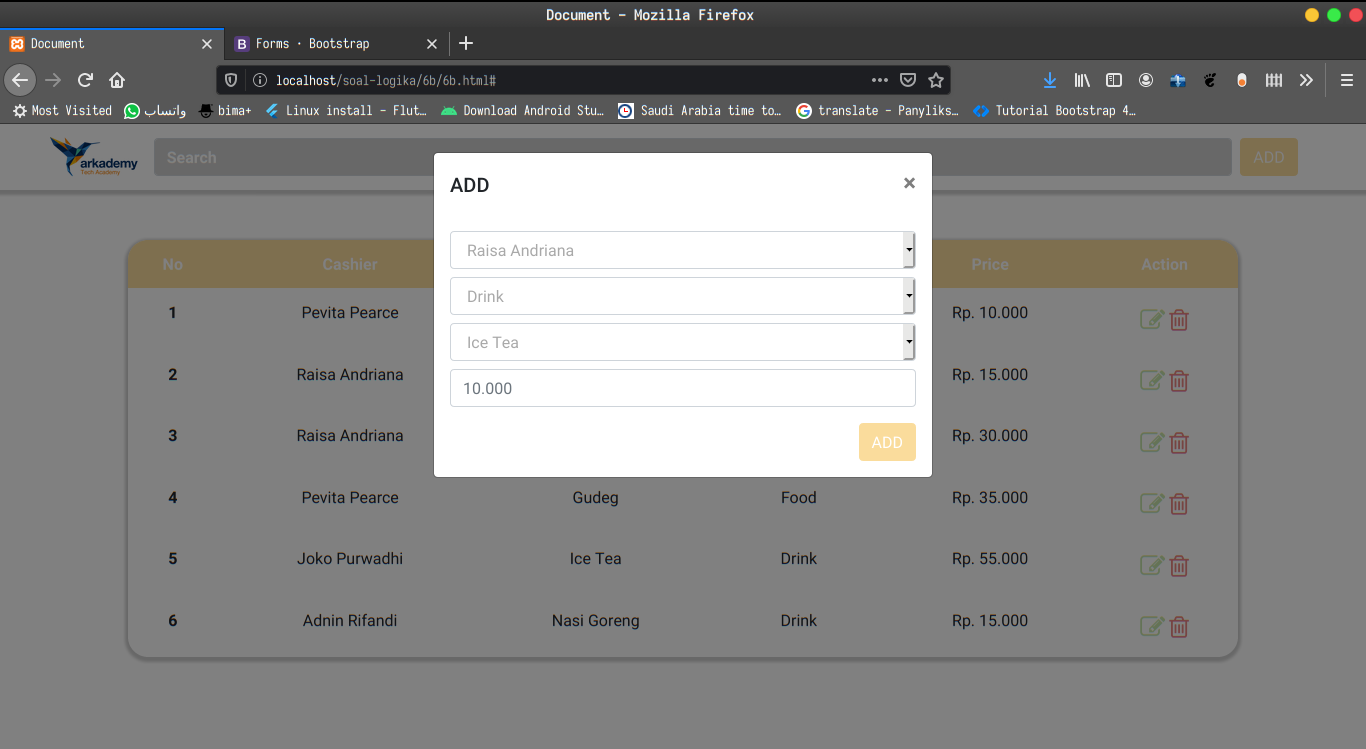 Document - Mozilla Firefox
Document
Forms · Bootstrap
localhost/soal-logika/6b/6b.html#
Most Visited واتساب bima+ Linux install - Flut… Download Android Stu… Saudi Arabia time to… translate - Panyliks… Tutorial Bootstrap 4…
arkademy
Tech Academy
Search
ADD
ADD
×
Raisa Andriana
Drink
Ice Tea
10.000
ADD
No Cashier Price Action
1 Pevita Pearce Rp. 10.000
2 Raisa Andriana Rp. 15.000
3 Raisa Andriana Rp. 30.000
4 Pevita Pearce Gudeg Food Rp. 35.000
5 Joko Purwadhi Ice Tea Drink Rp. 55.000
6 Adnin Rifandi Nasi Goreng Drink Rp. 15.000